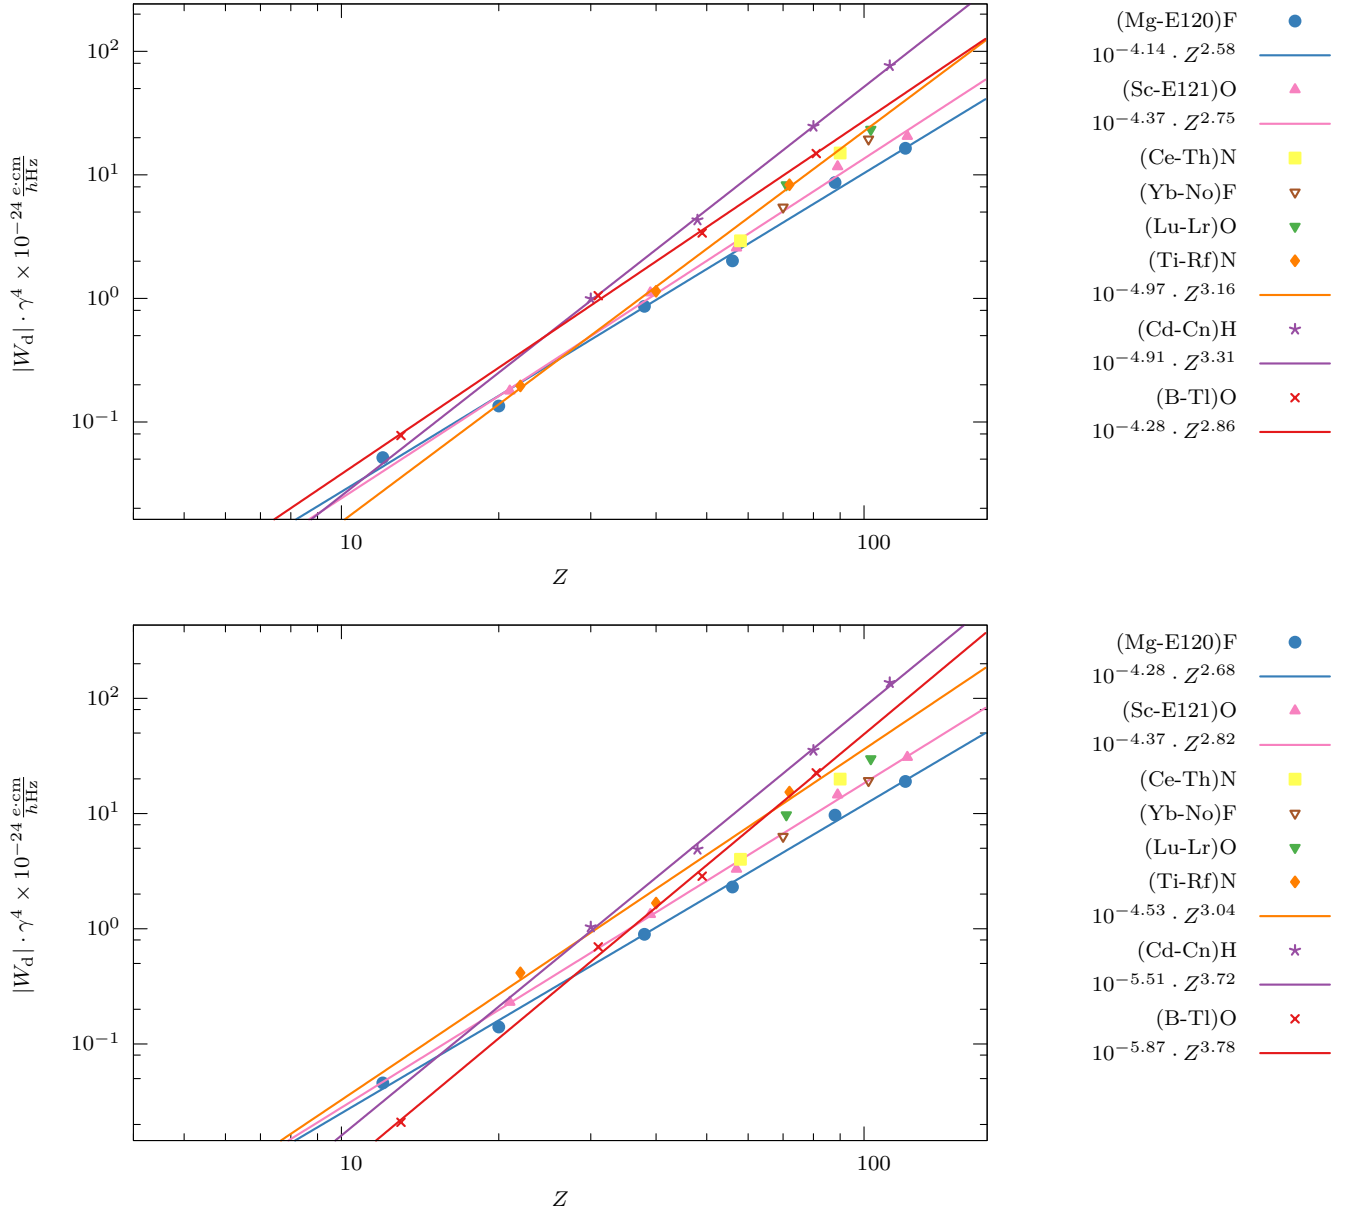 10^2
10^1
10^0
10^−1
|W_d| · γ^4 × 10^−24 e·cm/hHz
10 100
Z
(Mg-E120)F
10^−4.14 · Z^2.58
(Sc-E121)O
10^−4.37 · Z^2.75
(Ce-Th)N
(Yb-No)F
(Lu-Lr)O
(Ti-Rf)N
10^−4.97 · Z^3.16
(Cd-Cn)H
10^−4.91 · Z^3.31
(B-Tl)O
10^−4.28 · Z^2.86
10^2
10^1
10^0
10^−1
|W_d| · γ^4 × 10^−24 e·cm/hHz
10 100
Z
(Mg-E120)F
10^−4.28 · Z^2.68
(Sc-E121)O
10^−4.37 · Z^2.82
(Ce-Th)N
(Yb-No)F
(Lu-Lr)O
(Ti-Rf)N
10^−4.53 · Z^3.04
(Cd-Cn)H
10^−5.51 · Z^3.72
(B-Tl)O
10^−5.87 · Z^3.78